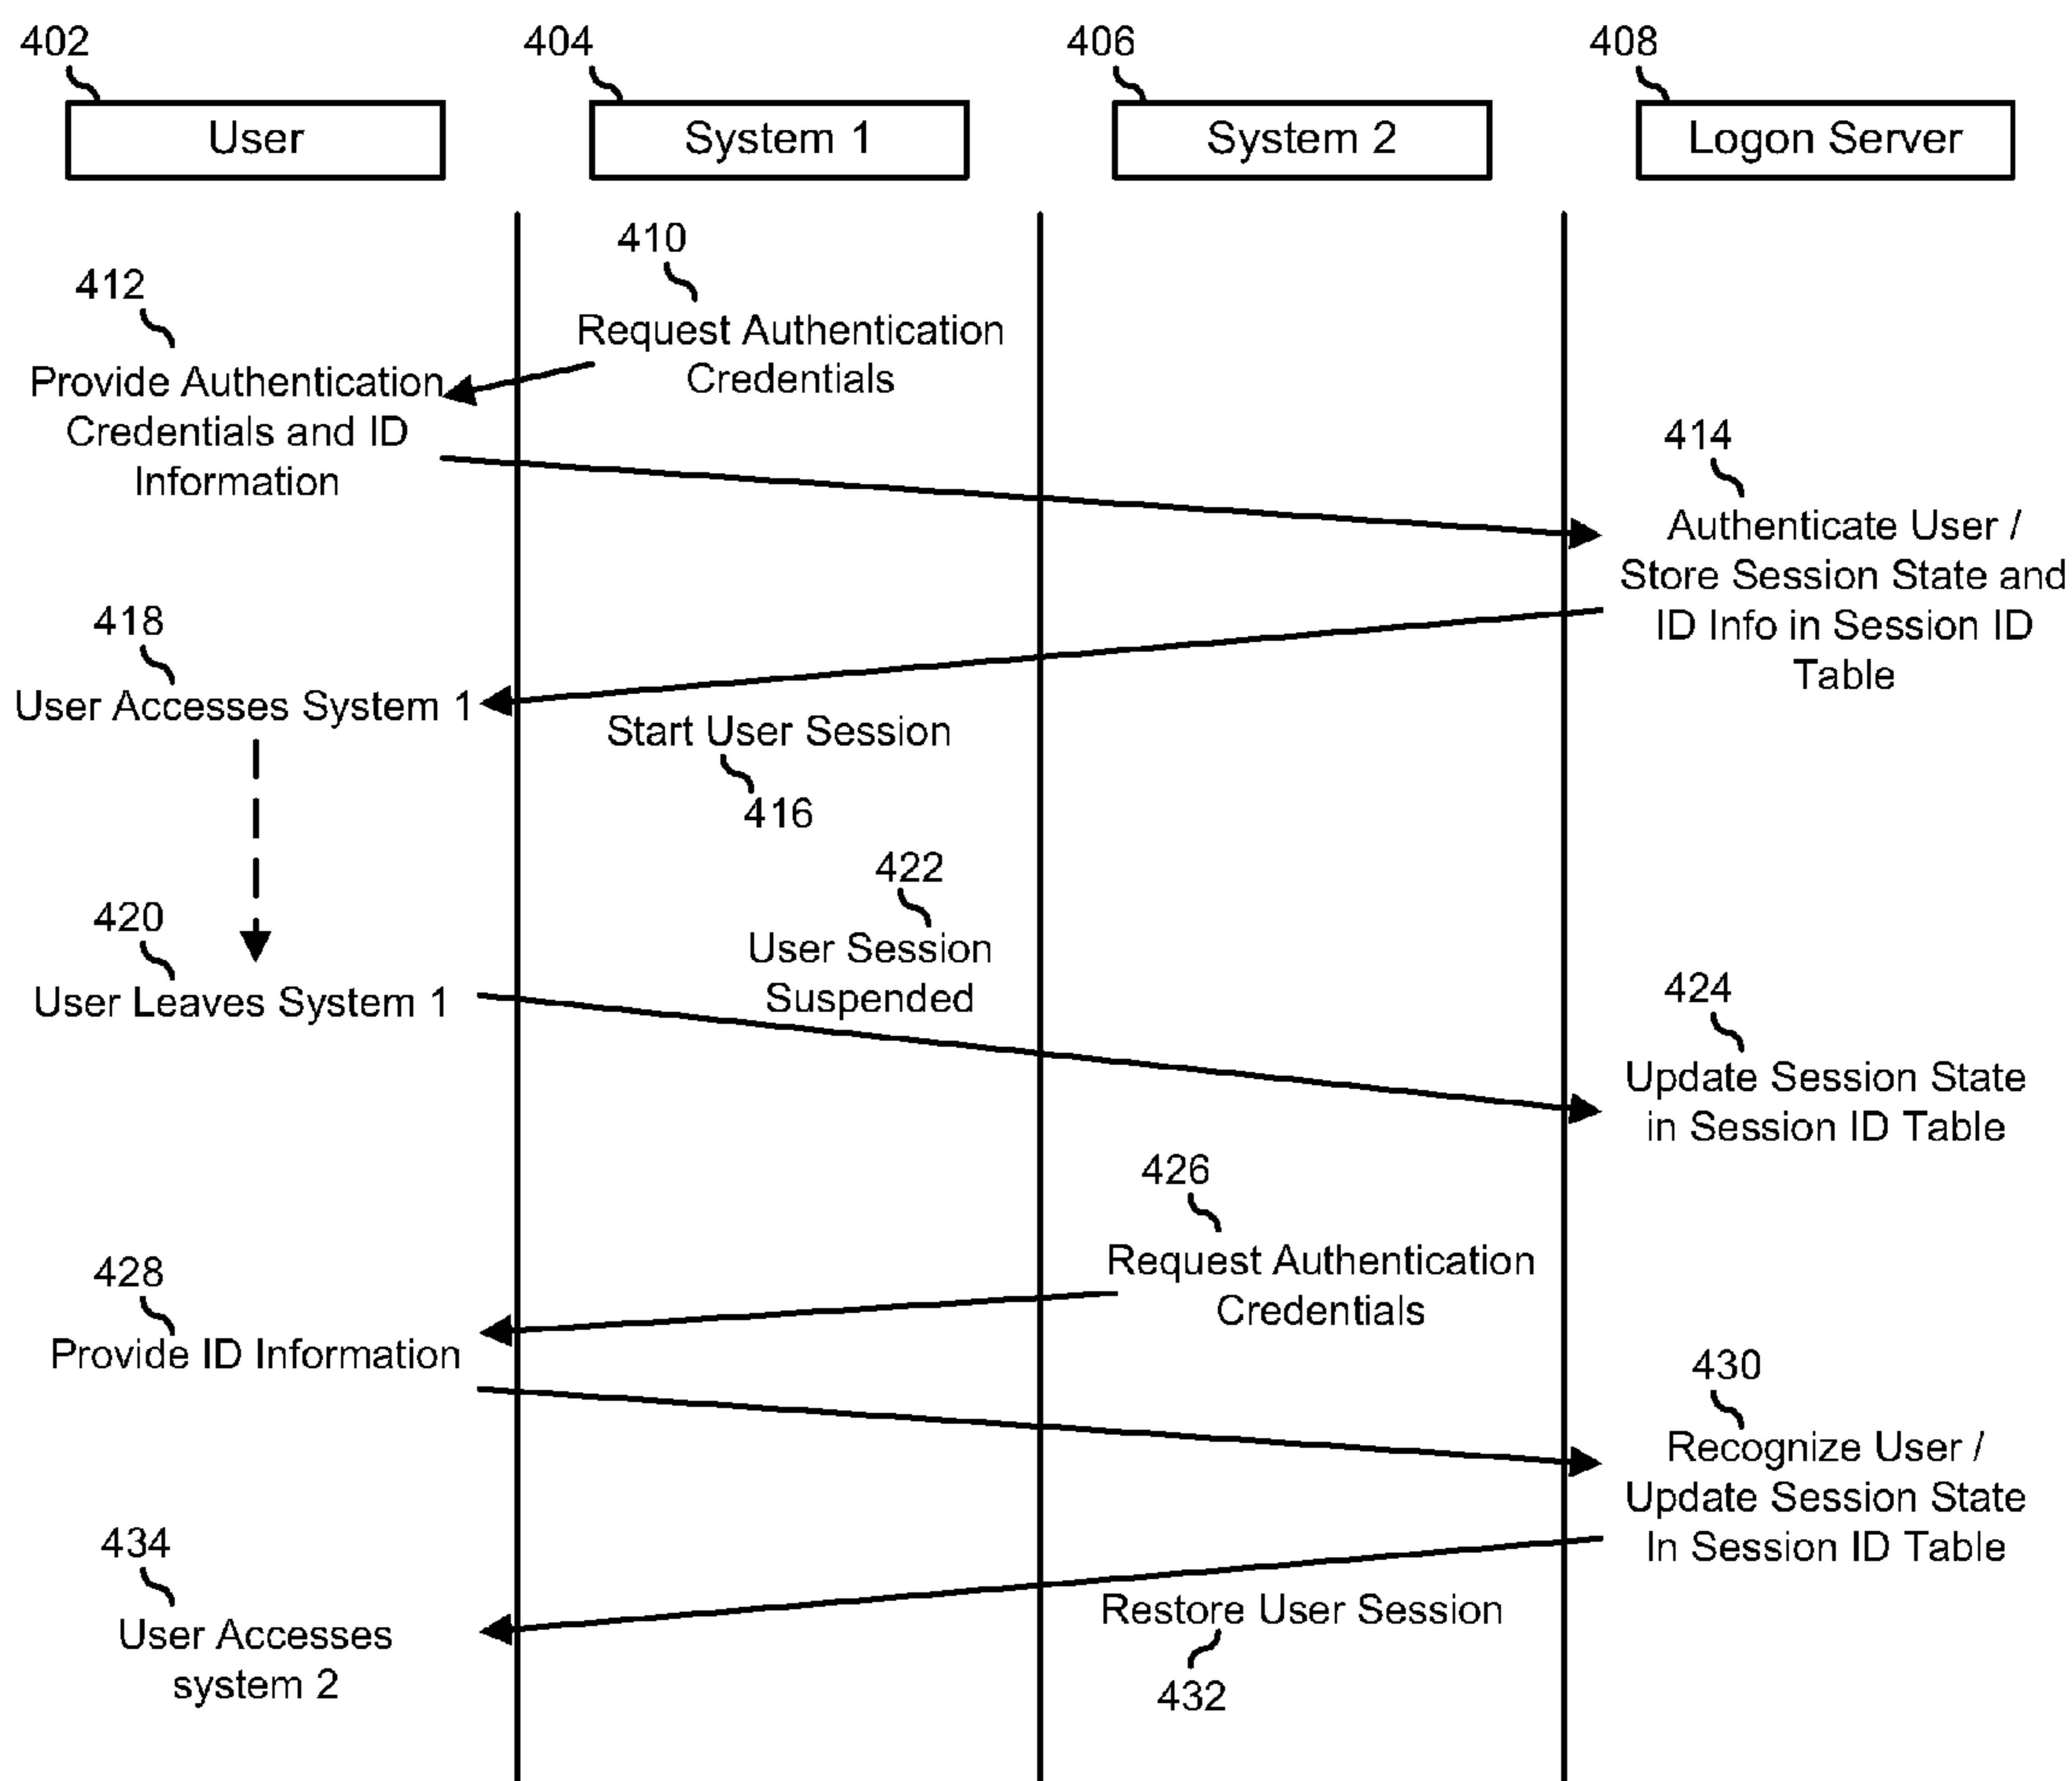 402
404
406
408
User
System 1
System 2
Logon Server
410
Request Authentication
Credentials
412
Provide Authentication
Credentials and ID
Information
414
Authenticate User /
Store Session State and
ID Info in Session ID
Table
418
User Accesses System 1
Start User Session
416
422
User Session
Suspended
420
User Leaves System 1
424
Update Session State
in Session ID Table
426
Request Authentication
Credentials
428
Provide ID Information
430
Recognize User /
Update Session State
In Session ID Table
434
User Accesses
system 2
Restore User Session
432